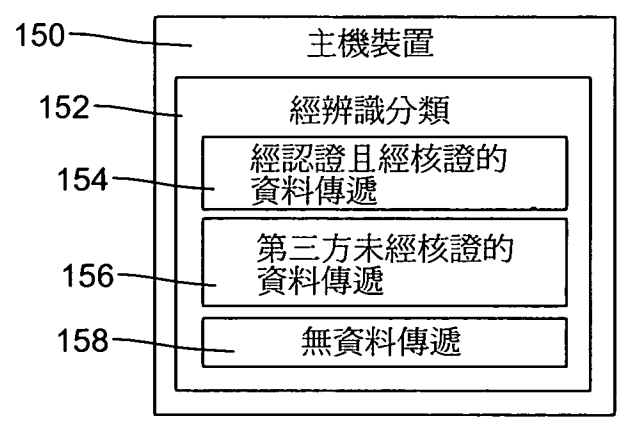 150
主機裝置
152
經辨識分類
154
經認證且經核證的
資料傳遞
156
第三方未經核證的
資料傳遞
158
無資料傳遞